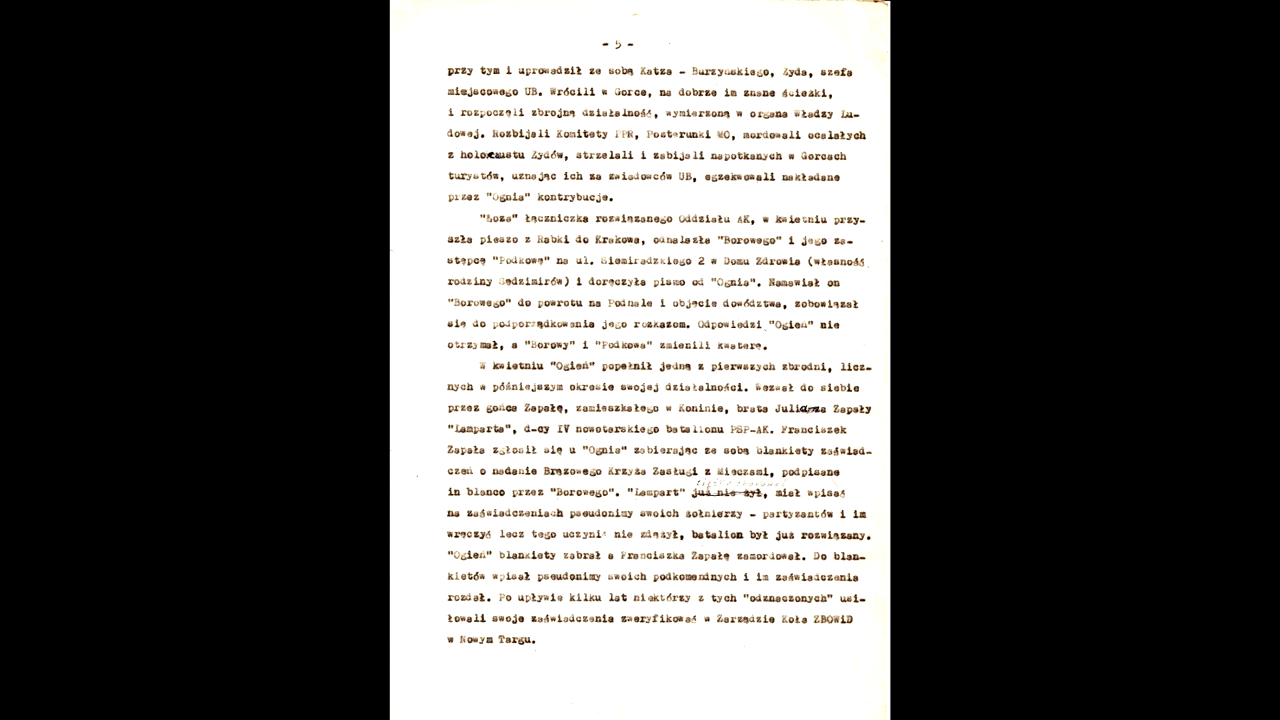 - 5 -
przy tym i uprowadził ze sobą Katza - Burzyńskiego, Żyda, szefa
miejscowego UB. Wrócili w Gorce, na dobrze im znane ścieżki,
i rozpoczęli zbrojną działalność, wymierzoną w organa Władzy Lu-
dowej. Rozbijali Komitety PPR, Posterunki MO, mordowali ocalałych
z holokaustu Żydów, strzelali i zabijali napotkanych w Gorcach
turystów, uznając ich za zwiadowców UB, egzekwowali nakładane
przez "Ognia" kontrybucje.
"Łoza" łączniczka rozwiązanego Oddziału AK, w kwietniu przy-
szła pieszo z Rabki do Krakowa, odnalazła "Borowego" i jego za-
stępcę "Podkowę" na ul. Siemiradzkiego 2 w Domu Zdrowia (własność
rodziny Sędzimirów) i doręczyła pismo od "Ognia". Namawiał on
"Borowego" do powrotu na Podhale i objęcie dowództwa, zobowiązał
się do podporządkowania jego rozkazom. Odpowiedzi "Ogień" nie
otrzymał, a "Borowy" i "Podkowa" zmienili kwaterę.
W kwietniu "Ogień" popełnił jedną z pierwszych zbrodni, licz-
nych w późniejszym okresie swojej działalności. Wezwał do siebie
przez gońca Zapałę, zamieszkałego w Koninie, brata Juliana Zapały
"Lamparta", d-cy IV nowotarskiego batalionu PSP-AK. Franciszek
Zapała zgłosił się u "Ognia" zabierając ze sobą blankiety zaświad-
czeń o nadanie Brązowego Krzyża Zasługi z Mieczami, podpisane
in blanco przez "Borowego". "Lampart" już nie żył, miał wpisać
na zaświadczeniach pseudonimy swoich żołnierzy - partyzantów i im
wręczyć lecz tego uczynić nie zdążył, batalion był już rozwiązany.
"Ogień" blankiety zabrał a Franciszka Zapałę zamordował. Do blan-
kietów wpisał pseudonimy swoich podkomendnych i im zaświadczenia
rozdał. Po upływie kilku lat niektórzy z tych "odznaczonych" usi-
łowali swoje zaświadczenia zweryfikować w Zarządzie Koła ZBOWiD
w Nowym Targu.